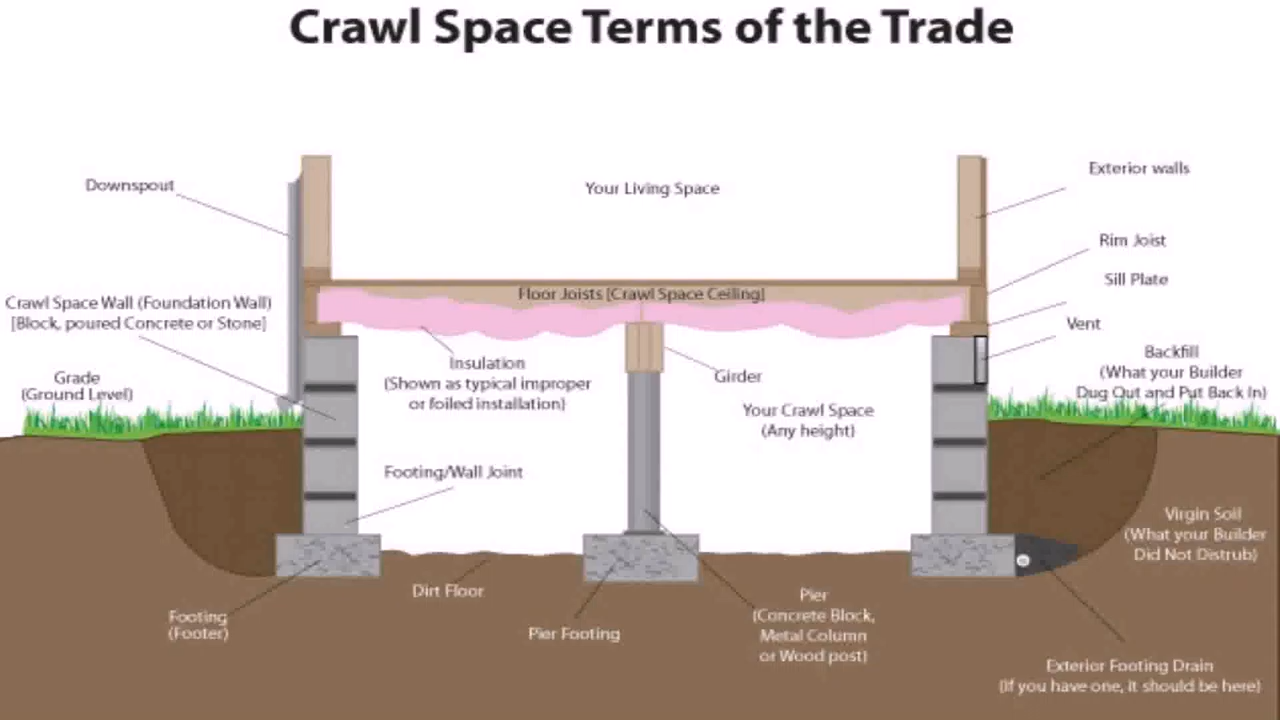 Crawl Space Terms of the Trade
Downspout
Your Living Space
Exterior walls
Rim Joist
Sill Plate
Floor Joists [Crawl Space Ceiling]
Crawl Space Wall (Foundation Wall)
[Block, poured Concrete or Stone]
Vent
Insulation
(Shown as typical improper
or foiled installation)
Girder
Backfill
(What your Builder
Dug Out and Put Back In)
Grade
(Ground Level)
Your Crawl Space
(Any height)
Footing/Wall Joint
Virgin Soil
(What your Builder
Did Not Distrub)
Dirt Floor
Footing
(Footer)
Pier Footing
Pier
(Concrete Block,
Metal Column
or Wood post)
Exterior Footing Drain
(If you have one, it should be here)